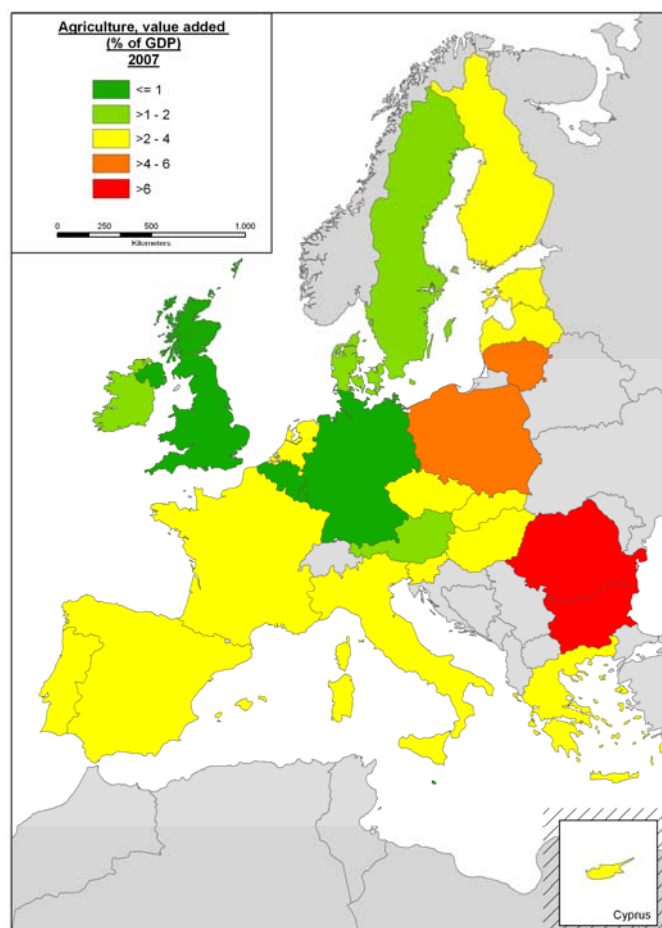 Agriculture, value added
(% of GDP)
2007
<= 1
>1 - 2
>2 - 4
>4 - 6
>6
0 250 500 1.000
Kilometers
Cyprus